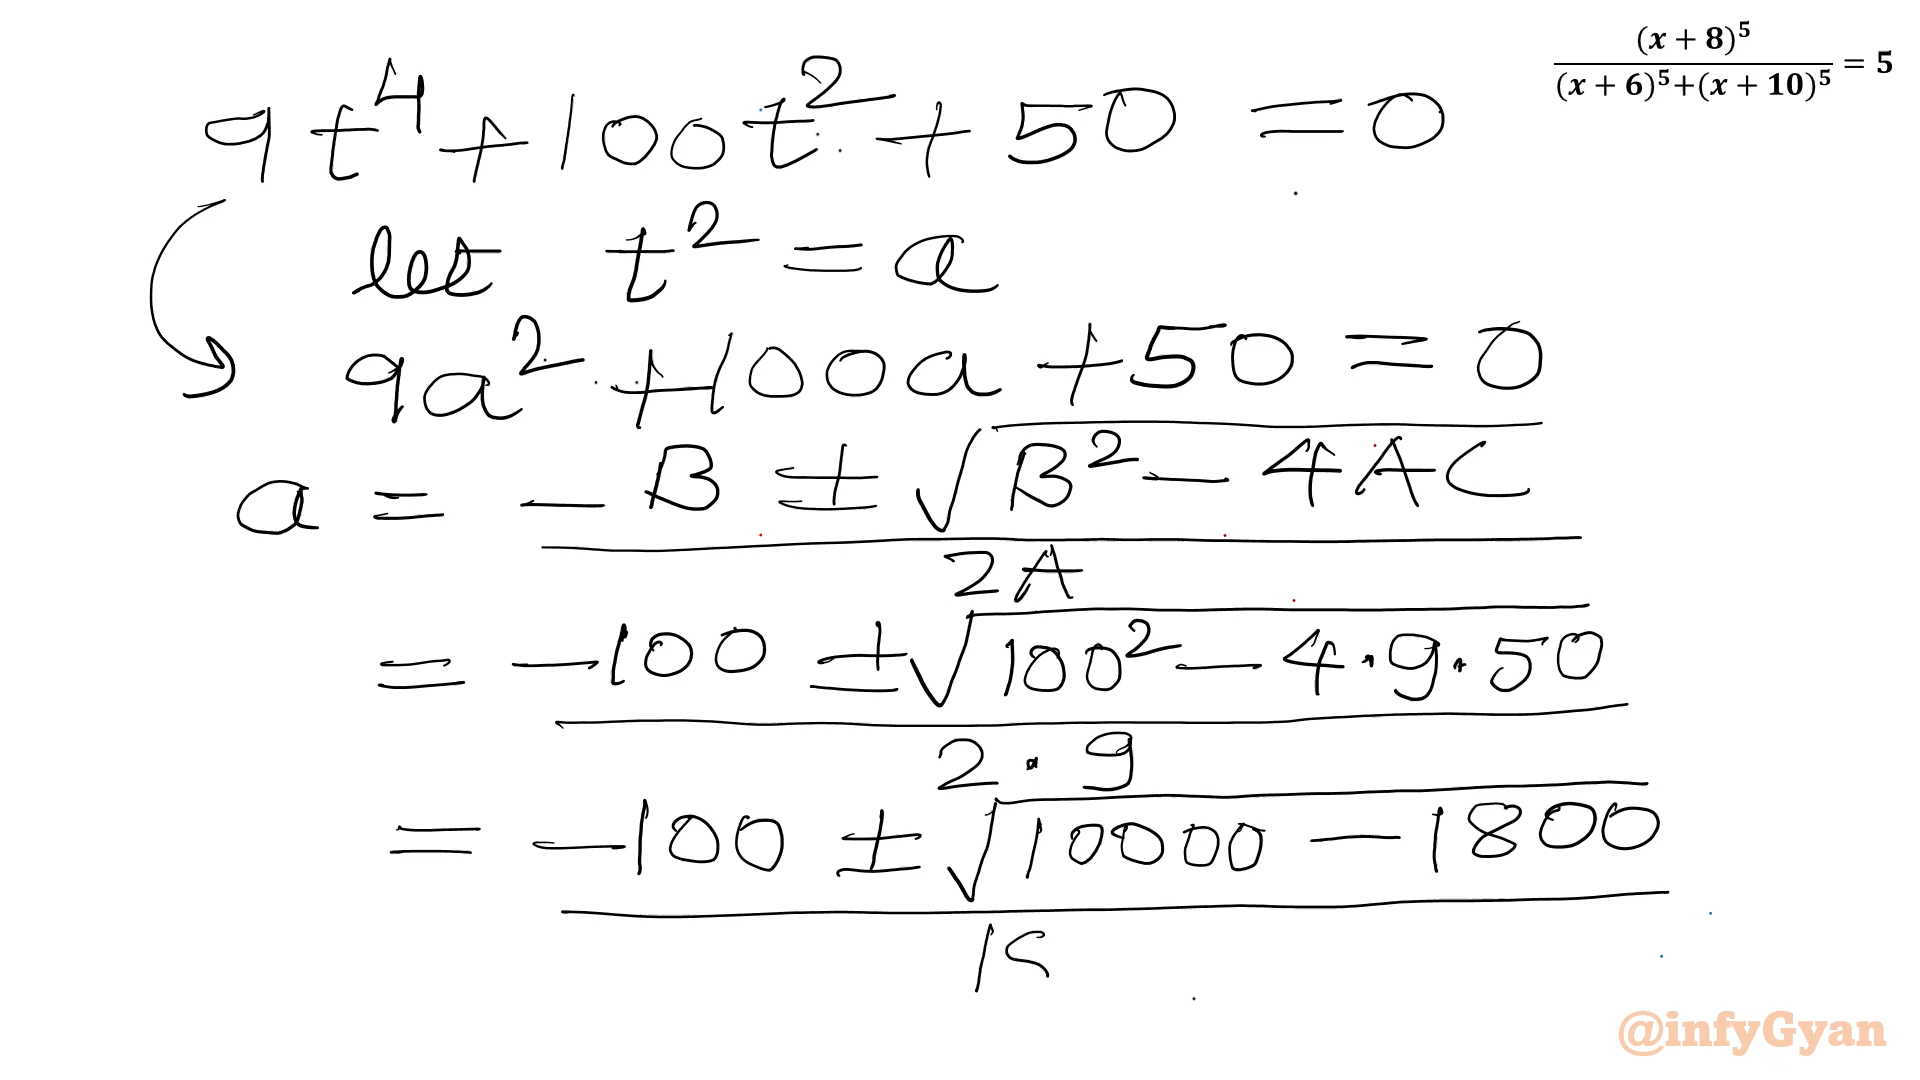 (x + 8)^5 / ((x + 6)^5+(x + 10)^5) = 5
9t^4 + 100t^2 + 50 = 0
let t^2 = a
9a^2 + 100a + 50 = 0
a = (-B ± √(B^2 - 4AC)) / 2A
= (-100 ± √(100^2 - 4·9·50)) / 2·9
= (-100 ± √(10000 - 1800)) / 1
@infyGyan